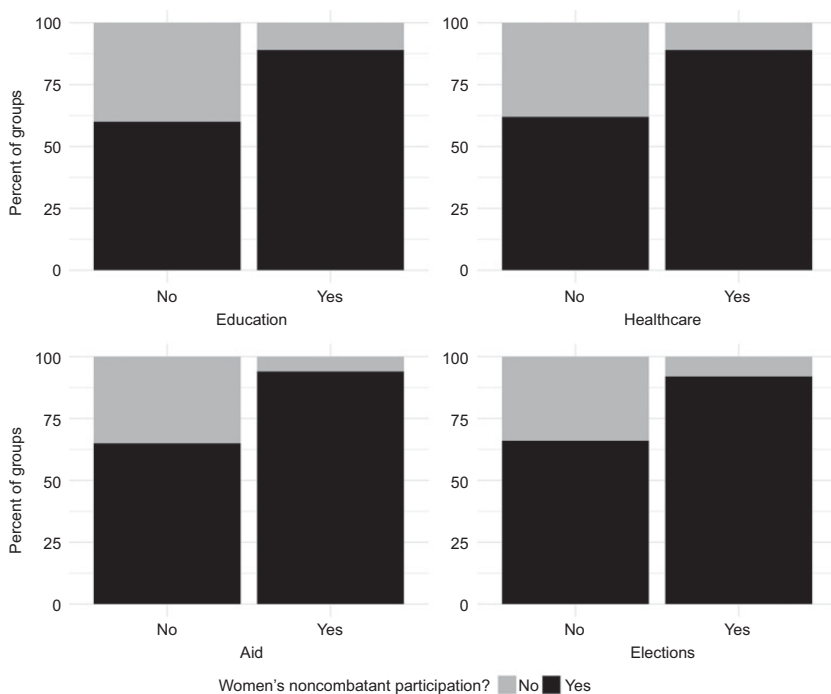 100
75
50
25
0
Percent of groups
No Yes
Education
100
75
50
25
0
No Yes
Healthcare
100
75
50
25
0
Percent of groups
No Yes
Aid
100
75
50
25
0
No Yes
Elections
Women's noncombatant participation? No Yes